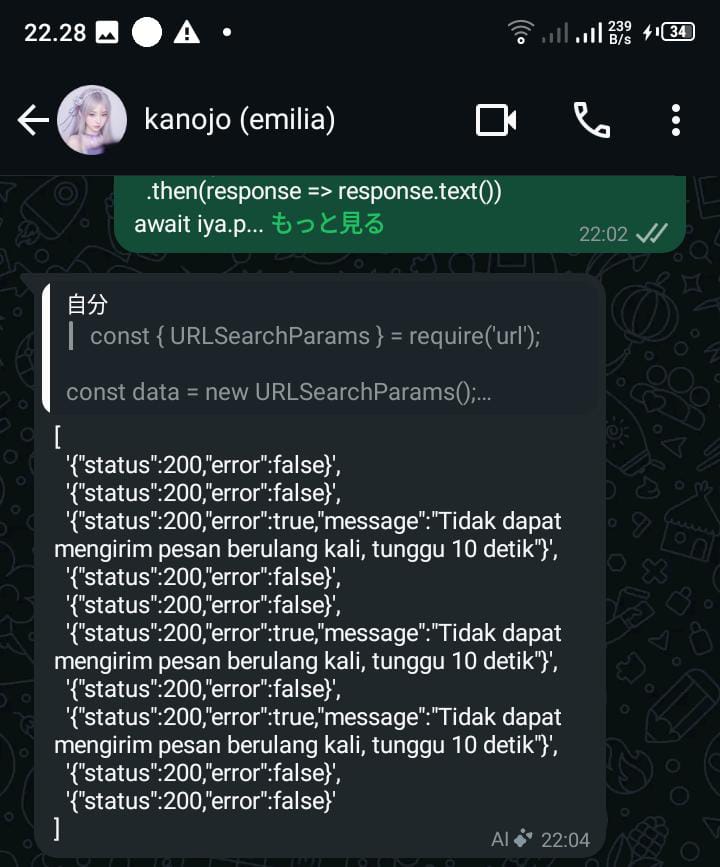 22.28
239
B/s
34
kanojo (emilia)
.then(response => response.text())
await iya.p... もっと見る
22:02
自分
const { URLSearchParams } = require('url');
const data = new URLSearchParams();...
[
'{"status":200,"error":false}',
'{"status":200,"error":false}',
'{"status":200,"error":true,"message":"Tidak dapat
mengirim pesan berulang kali, tunggu 10 detik"}',
'{"status":200,"error":false}',
'{"status":200,"error":false}',
'{"status":200,"error":true,"message":"Tidak dapat
mengirim pesan berulang kali, tunggu 10 detik"}',
'{"status":200,"error":false}',
'{"status":200,"error":true,"message":"Tidak dapat
mengirim pesan berulang kali, tunggu 10 detik"}',
'{"status":200,"error":false}',
'{"status":200,"error":false}'
]
AI 22:04